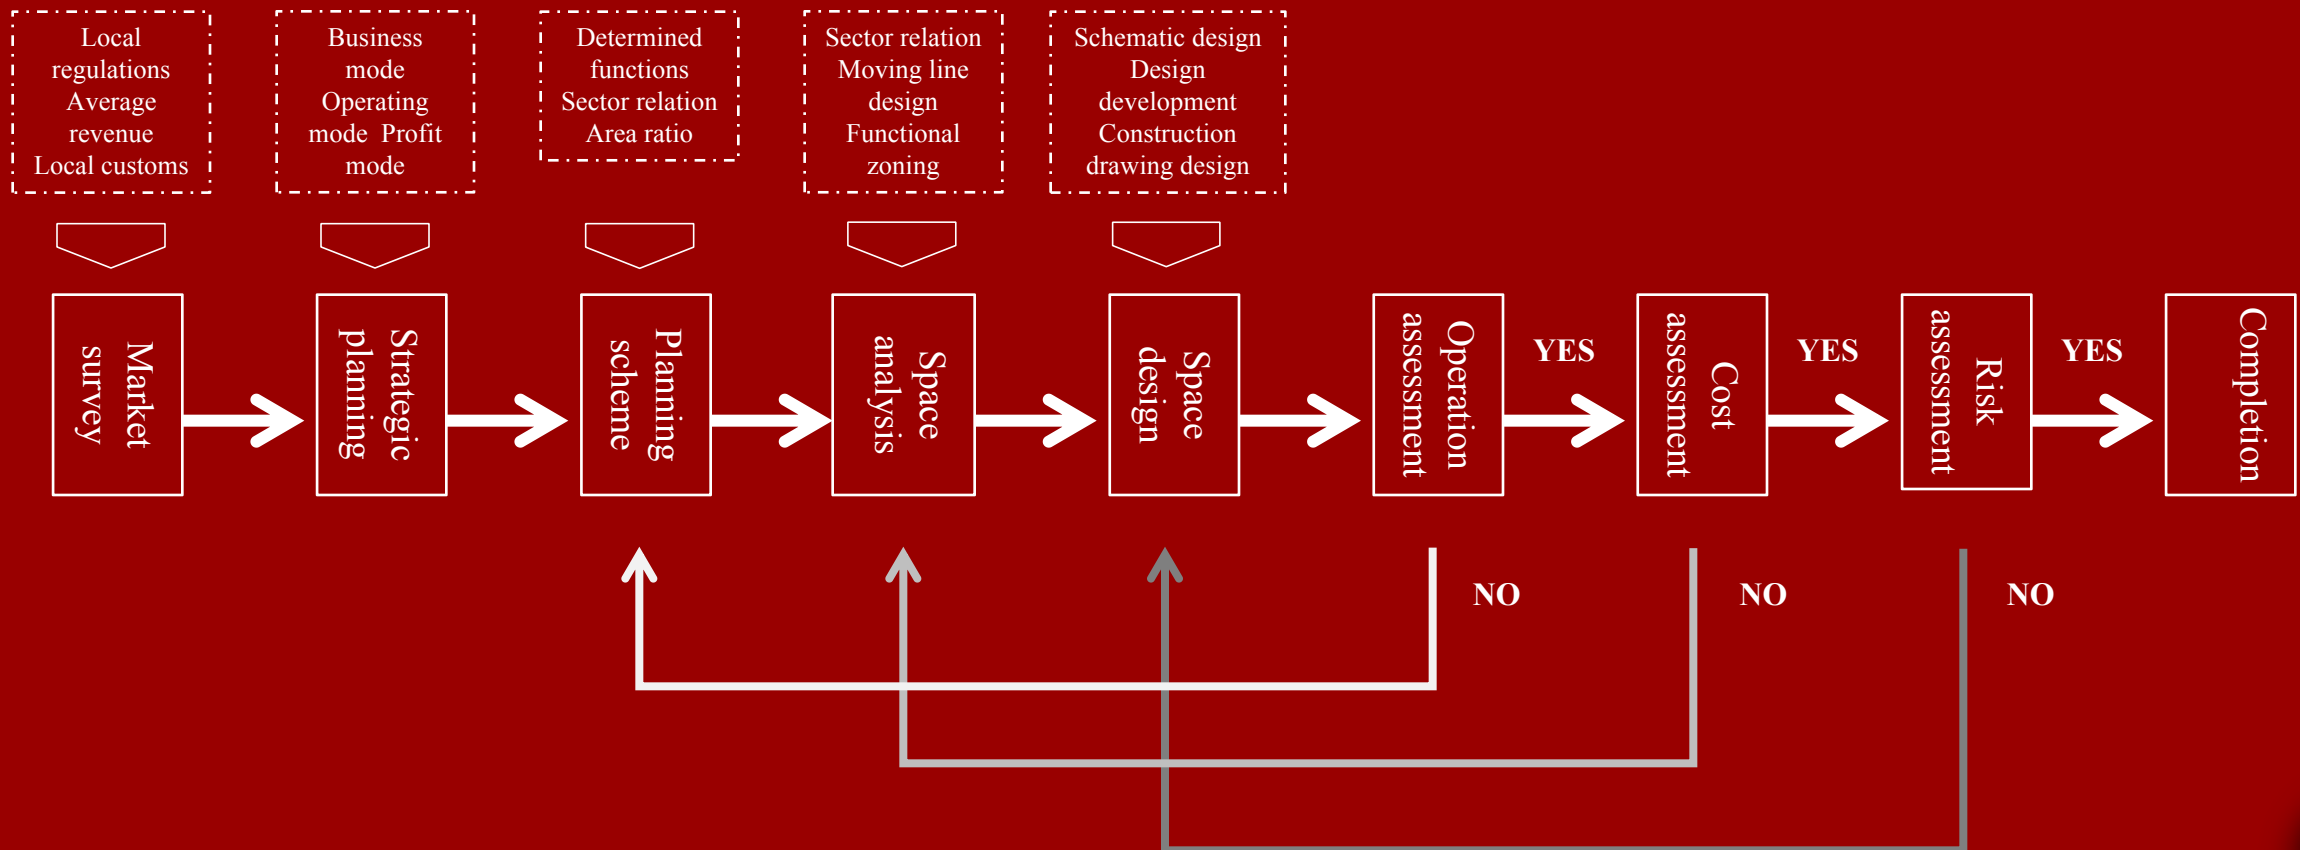 Local
regulations
Average
revenue
Local customs
Business
mode
Operating
mode  Profit
mode
Determined
functions
Sector relation
Area ratio
Sector relation
Moving line
design
Functional
zoning
Schematic design
Design
development
Construction
drawing design
Market
survey
Strategic
planning
Planning
scheme
Space
analysis
Space
design
Operation
assessment
YES
Cost
assessment
YES
Risk
assessment
YES
Completion
NO
NO
NO